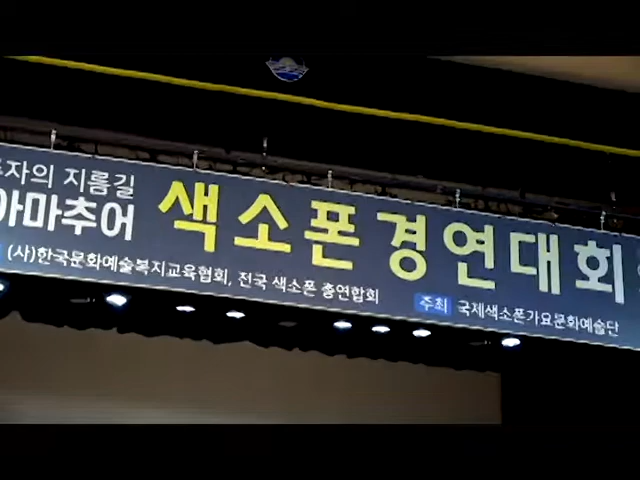 자의 지름길
아마추어 색소폰경연대회
(사)한국문화예술복지교육협회, 전국 색소폰 총연합회
주최 국제색소폰가요문화예술단